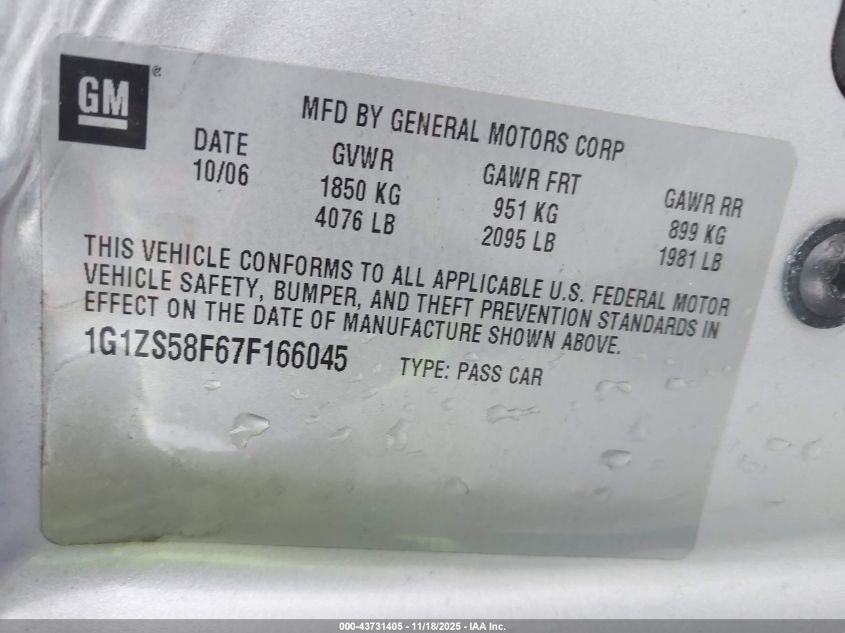 GM
MFD BY GENERAL MOTORS CORP
DATE GVWR GAWR FRT GAWR RR
10/06 1850 KG 951 KG 899 KG
4076 LB 2095 LB 1981 LB
THIS VEHICLE CONFORMS TO ALL APPLICABLE U.S. FEDERAL MOTOR
VEHICLE SAFETY, BUMPER, AND THEFT PREVENTION STANDARDS IN
EFFECT ON THE DATE OF MANUFACTURE SHOWN ABOVE.
1G1ZS58F67F166045 TYPE: PASS CAR
000-43731405 - 11/18/2025 - IAA Inc.